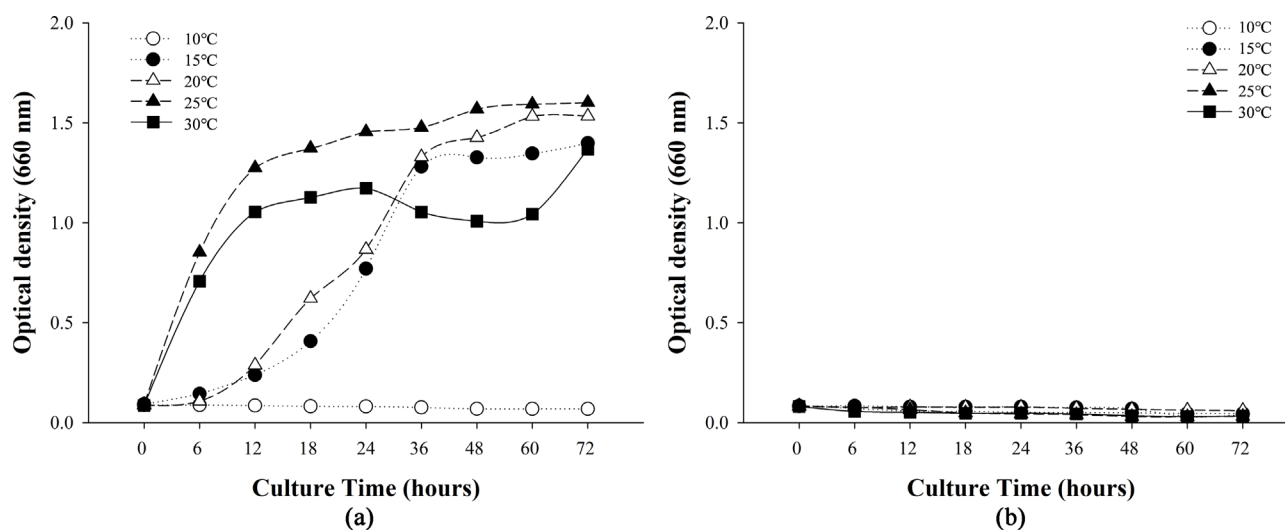 2.0
1.5
1.0
0.5
0.0
Optical density (660 nm)
10℃
15℃
20℃
25℃
30℃
0 6 12 18 24 36 48 60 72
Culture Time (hours)
(a)
2.0
1.5
1.0
0.5
0.0
Optical density (660 nm)
10℃
15℃
20℃
25℃
30℃
0 6 12 18 24 36 48 60 72
Culture Time (hours)
(b)